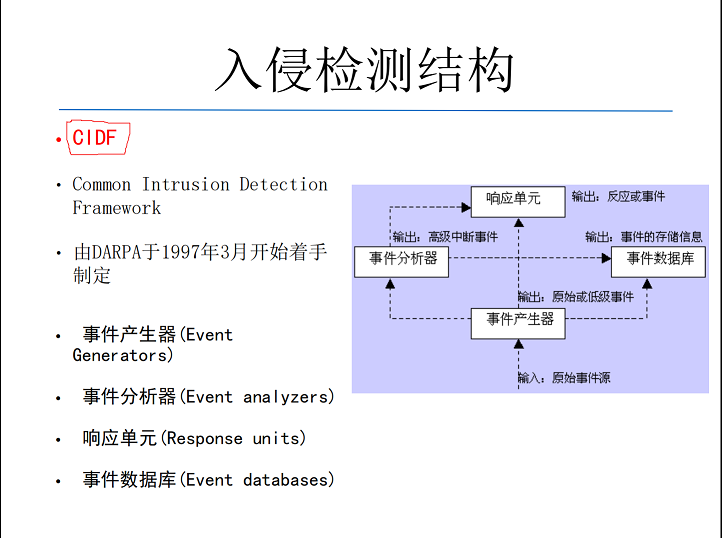 入侵检测结构
• CIDF
• Common Intrusion Detection
Framework
• 由DARPA于1997年3月开始着手
制定
• 事件产生器(Event
Generators)
• 事件分析器(Event analyzers)
• 响应单元(Response units)
• 事件数据库(Event databases)
响应单元
输出：反应或事件
输出：高级中断事件
输出：事件的存储信息
事件分析器
事件数据库
输出：原始或低级事件
事件产生器
输入：原始事件源